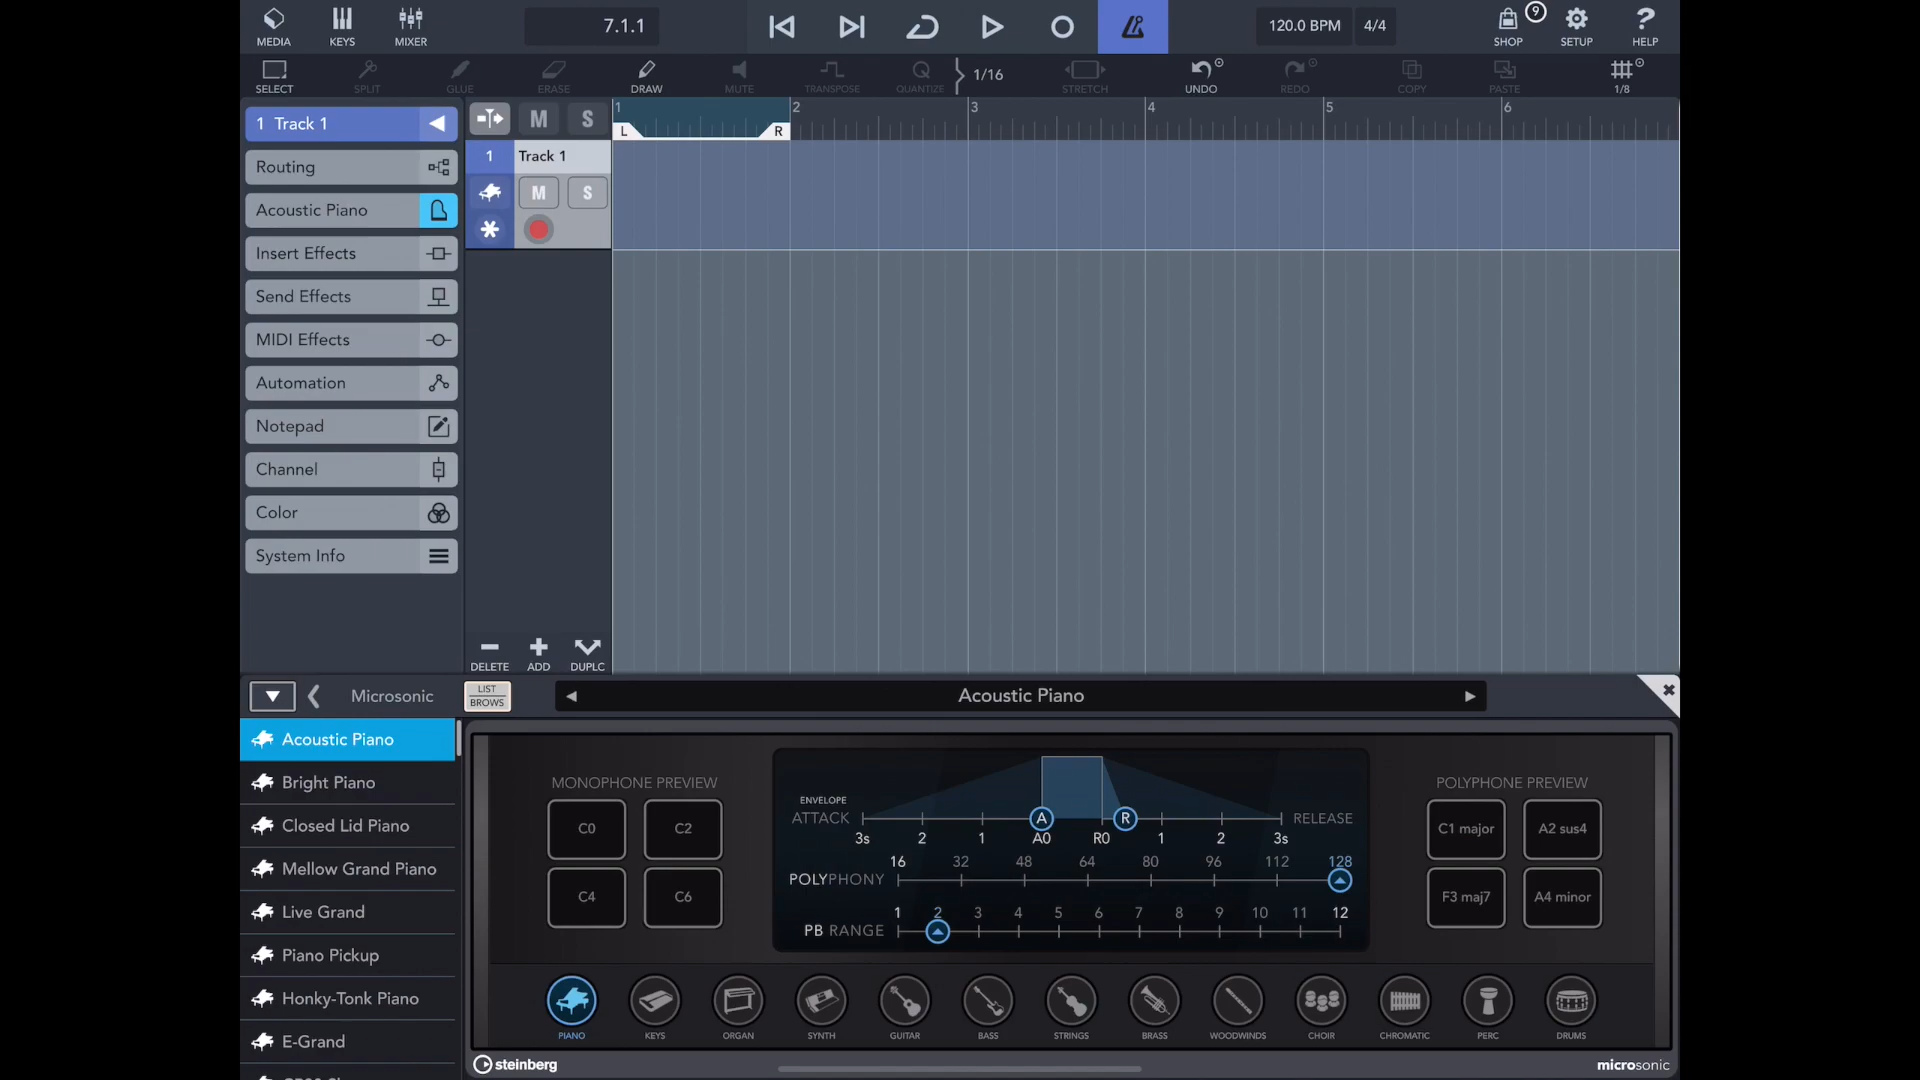 MEDIA
KEYS
MIXER
7.1.1
120.0 BPM
4/4
9
SHOP
SETUP
HELP
SELECT
SPLIT
GLUE
ERASE
DRAW
MUTE
TRANSPOSE
Q
QUANTIZE
1/16
STRETCH
UNDO
REDO
COPY
PASTE
1/8
1 Track 1
Routing
Acoustic Piano
Insert Effects
Send Effects
MIDI Effects
Automation
Notepad
Channel
Color
System Info
M S
1 2 3 4 5 6
L R
1 Track 1
M S
DELETE ADD DUPLC
Microsonic
LIST
BROWS
Acoustic Piano
Acoustic Piano
Bright Piano
Closed Lid Piano
Mellow Grand Piano
Live Grand
Piano Pickup
Honky-Tonk Piano
E-Grand
MONOPHONE PREVIEW
C0 C2
C4 C6
ENVELOPE
ATTACK A R RELEASE
3s 2 1 A0 R0 1 2 3s
16 32 48 64 80 96 112 128
POLYPHONY
1 2 3 4 5 6 7 8 9 10 11 12
PB RANGE
POLYPHONE PREVIEW
C1 major A2 sus4
F3 maj7 A4 minor
PIANO KEYS ORGAN SYNTH GUITAR BASS STRINGS BRASS WOODWINDS CHOIR CHROMATIC PERC DRUMS
steinberg
microsonic